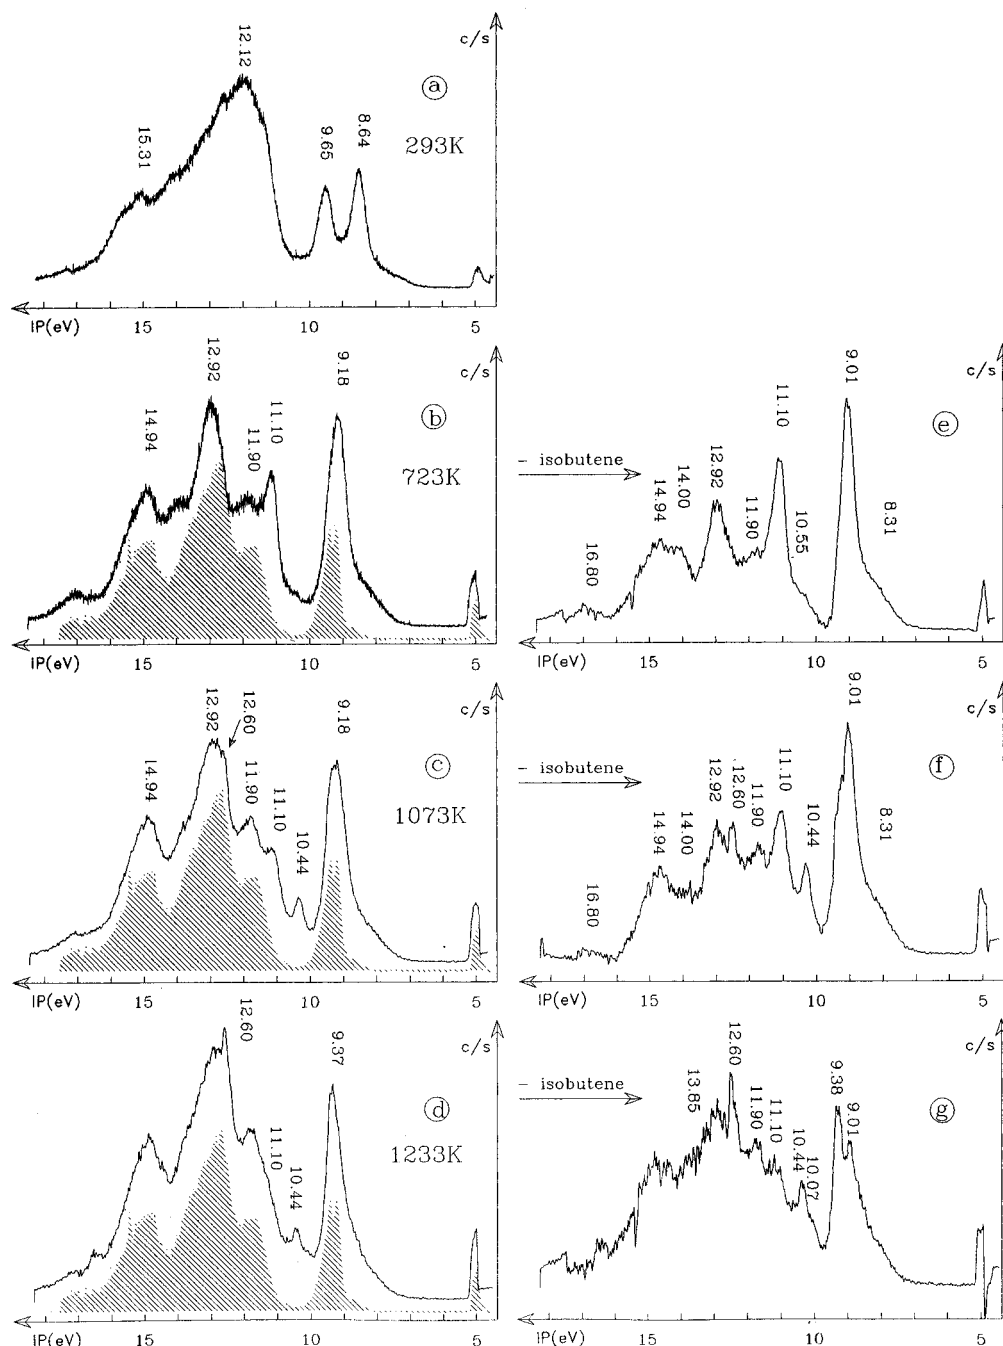 c/s
12.12
ⓐ
293K
15.31
9.65
8.64
IP(eV) 15 10 5
c/s
12.92
9.18
ⓑ
723K
14.94
11.90
11.10
IP(eV) 15 10 5
c/s
9.01
ⓔ
11.10
- isobutene
12.92
14.94
14.00
11.90
10.55
8.31
16.80
IP(eV) 15 10 5
c/s
12.92
12.60
9.18
ⓒ
1073K
14.94
11.90
11.10
10.44
IP(eV) 15 10 5
c/s
9.01
ⓕ
- isobutene
12.92
12.60
11.90
11.10
10.44
14.94
14.00
8.31
16.80
IP(eV) 15 10 5
c/s
12.60
9.37
ⓓ
1233K
11.10
10.44
IP(eV) 15 10 5
c/s
12.60
ⓖ
- isobutene
13.85
11.90
11.10
10.44
10.07
9.38
9.01
IP(eV) 15 10 5